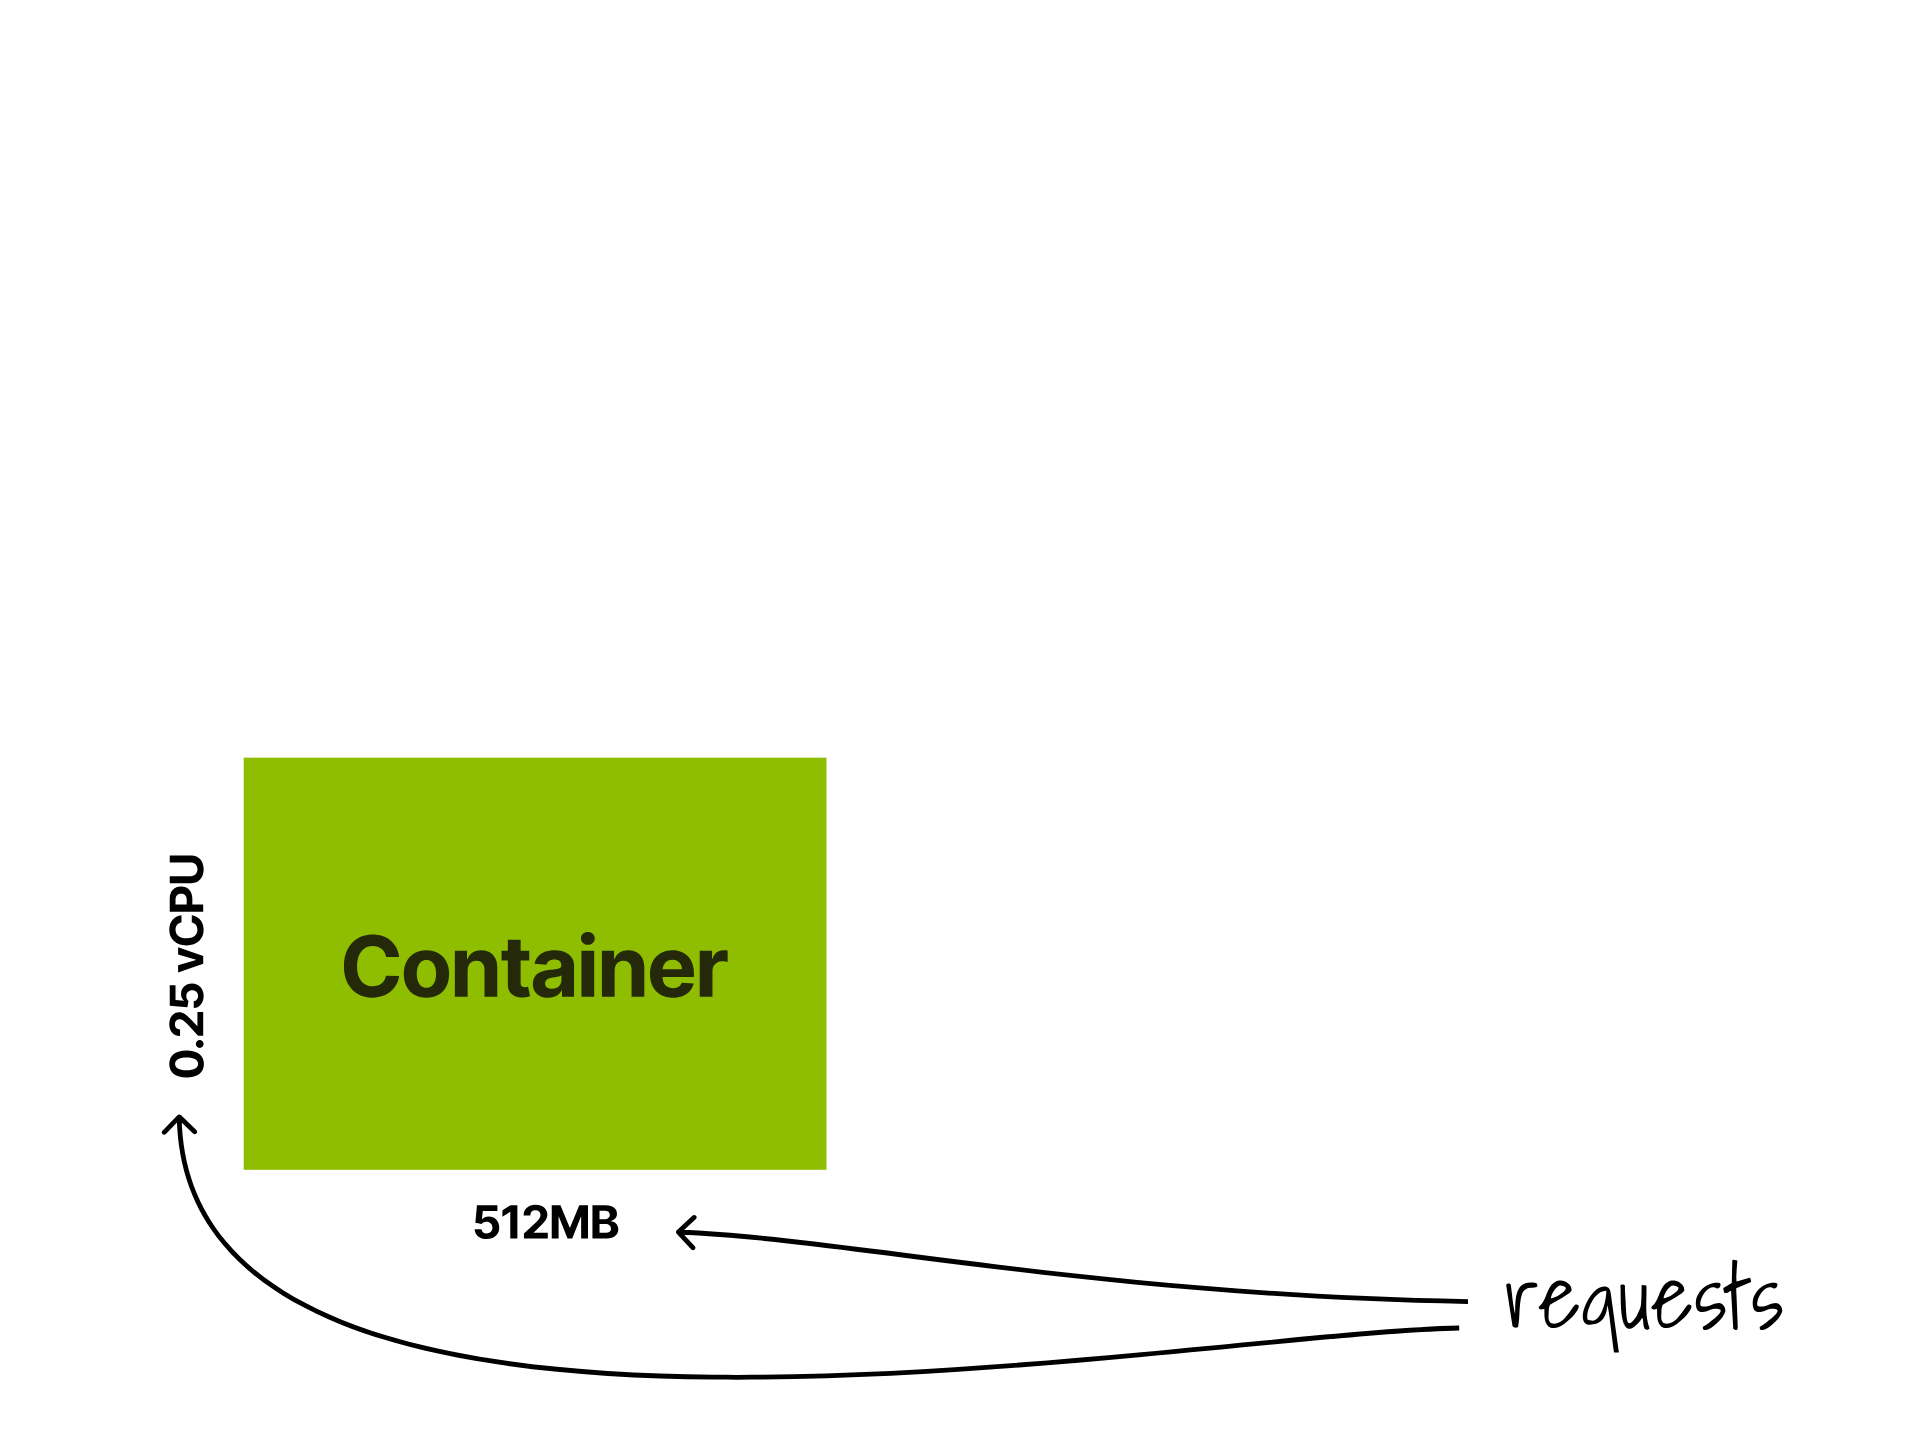 0.25 vCPU
Container
512MB
requests